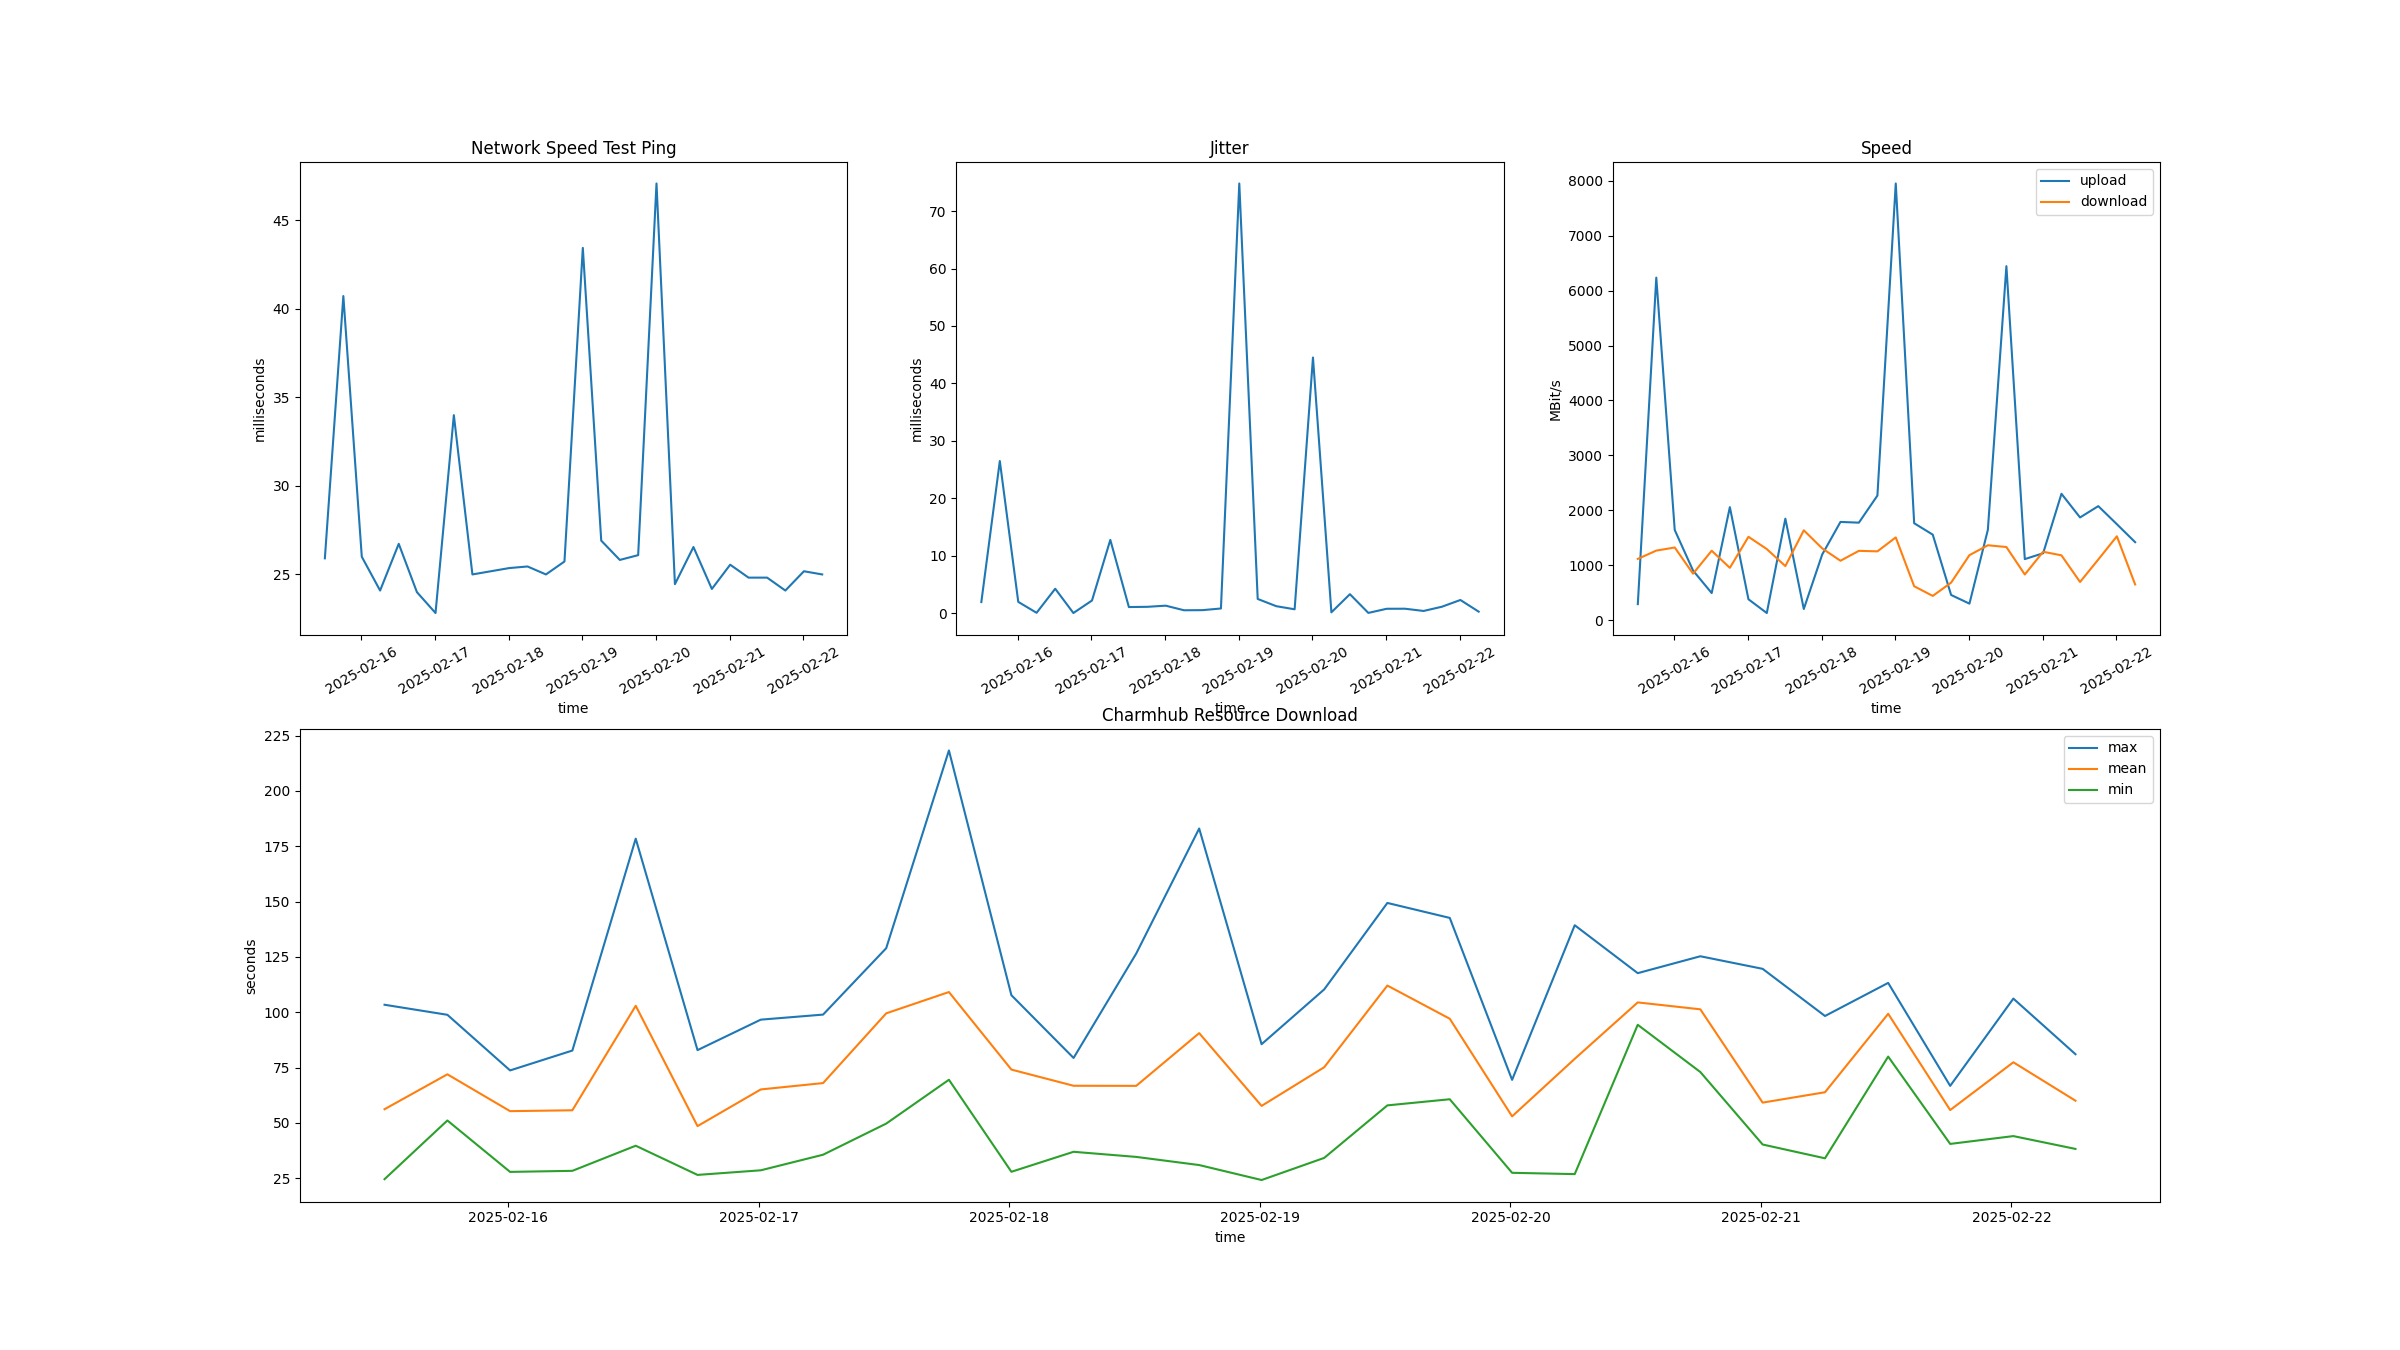 Network Speed Test Ping
milliseconds
45
40
35
30
25
2025-02-16 2025-02-17 2025-02-18 2025-02-19 2025-02-20 2025-02-21 2025-02-22
time
Jitter
milliseconds
70
60
50
40
30
20
10
0
2025-02-16 2025-02-17 2025-02-18 2025-02-19 2025-02-20 2025-02-21 2025-02-22
time
Speed
MBit/s
8000
7000
6000
5000
4000
3000
2000
1000
0
upload
download
2025-02-16 2025-02-17 2025-02-18 2025-02-19 2025-02-20 2025-02-21 2025-02-22
time
Charmhub Resource Download
seconds
225
200
175
150
125
100
75
50
25
max
mean
min
2025-02-16 2025-02-17 2025-02-18 2025-02-19 2025-02-20 2025-02-21 2025-02-22
time